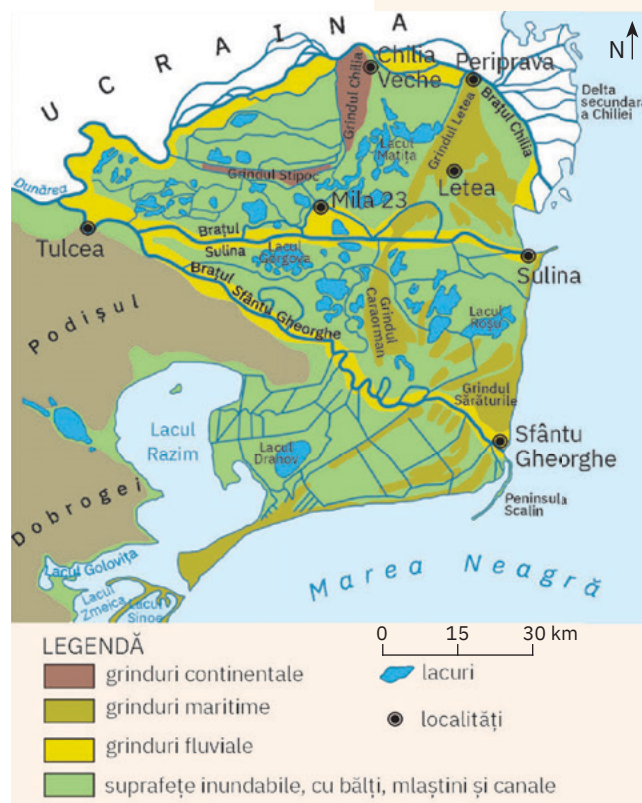 UCRAINA
N
Chilia
Veche
Periprava
Delta
secundară
a Chiliei
Grindul Chilia
Brațul Chilia
Grindul Letea
Lacul
Matița
Grindul Stipoc
Letea
Dunărea
Mila 23
Tulcea
Brațul
Sulina
Lacul
Gorgova
Sulina
Brațul Sfântu Gheorghe
Grindul
Caraorman
Lacul
Roșu
Podișul
Dobrogei
Grindul
Sărăturile
Lacul
Razim
Lacul
Dranov
Sfântu
Gheorghe
Peninsula
Scalin
Lacul Golovița
Lacul
Zmeica
Lacul
Sinoe
Marea Neagră
LEGENDĂ
0 15 30 km
grinduri continentale
lacuri
grinduri maritime
localități
grinduri fluviale
suprafețe inundabile, cu bălți, mlaștini și canale